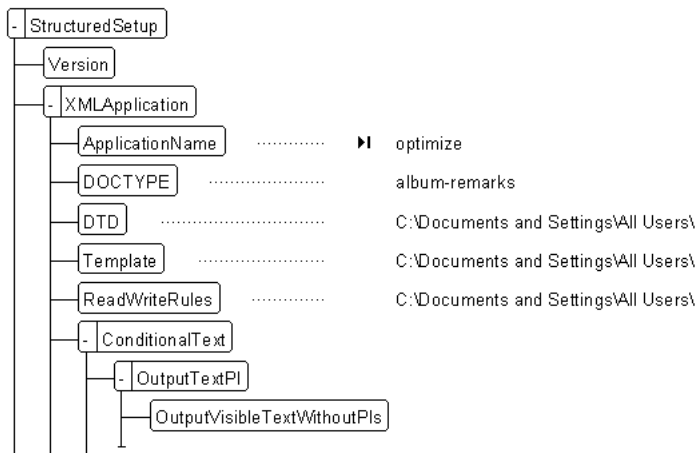 - StructuredSetup
Version
- XMLApplication
ApplicationName optimize
DOCTYPE album-remarks
DTD C:\Documents and Settings\All Users\
Template C:\Documents and Settings\All Users\
ReadWriteRules C:\Documents and Settings\All Users\
- ConditionalText
- OutputTextPI
OutputVisibleTextWithoutPIs